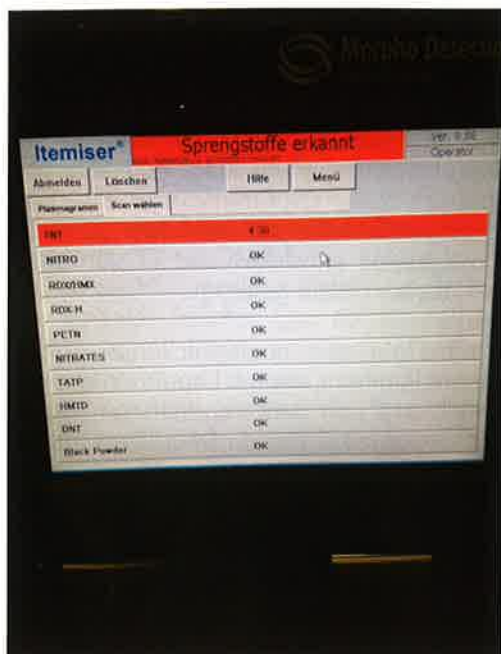 Morpho Detection
Itemiser® Sprengstoffe erkannt
Operator
Abmelden Löschen Hilfe Menü
Plasmagramm Scan wählen
TNT
NITRO OK
RDX/HMX OK
RDX-H OK
PETN OK
NITRATES OK
TATP OK
HMTD OK
DNT OK
Black Powder OK